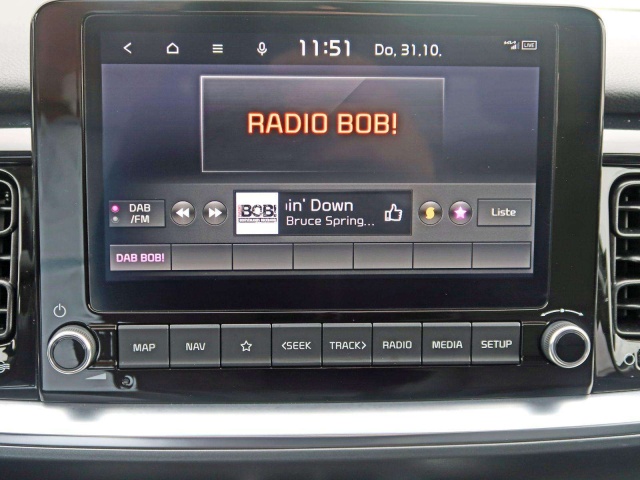 11:51 Do, 31.10.
LIVE
RADIO BOB!
DAB
/FM
BOB!
in' Down
Bruce Spring...
Liste
DAB BOB!
MAP NAV <SEEK TRACK> RADIO MEDIA SETUP